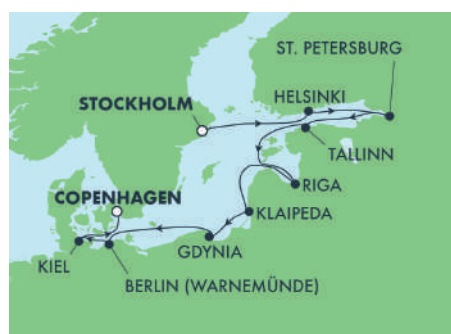 ST. PETERSBURG
HELSINKI
STOCKHOLM
TALLINN
RIGA
COPENHAGEN
KLAIPEDA
GDYNIA
KIEL
BERLIN (WARNEMÜNDE)